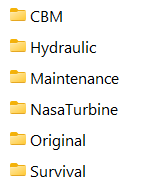 CBM
Hydraulic
Maintenance
NasaTurbine
Original
Survival